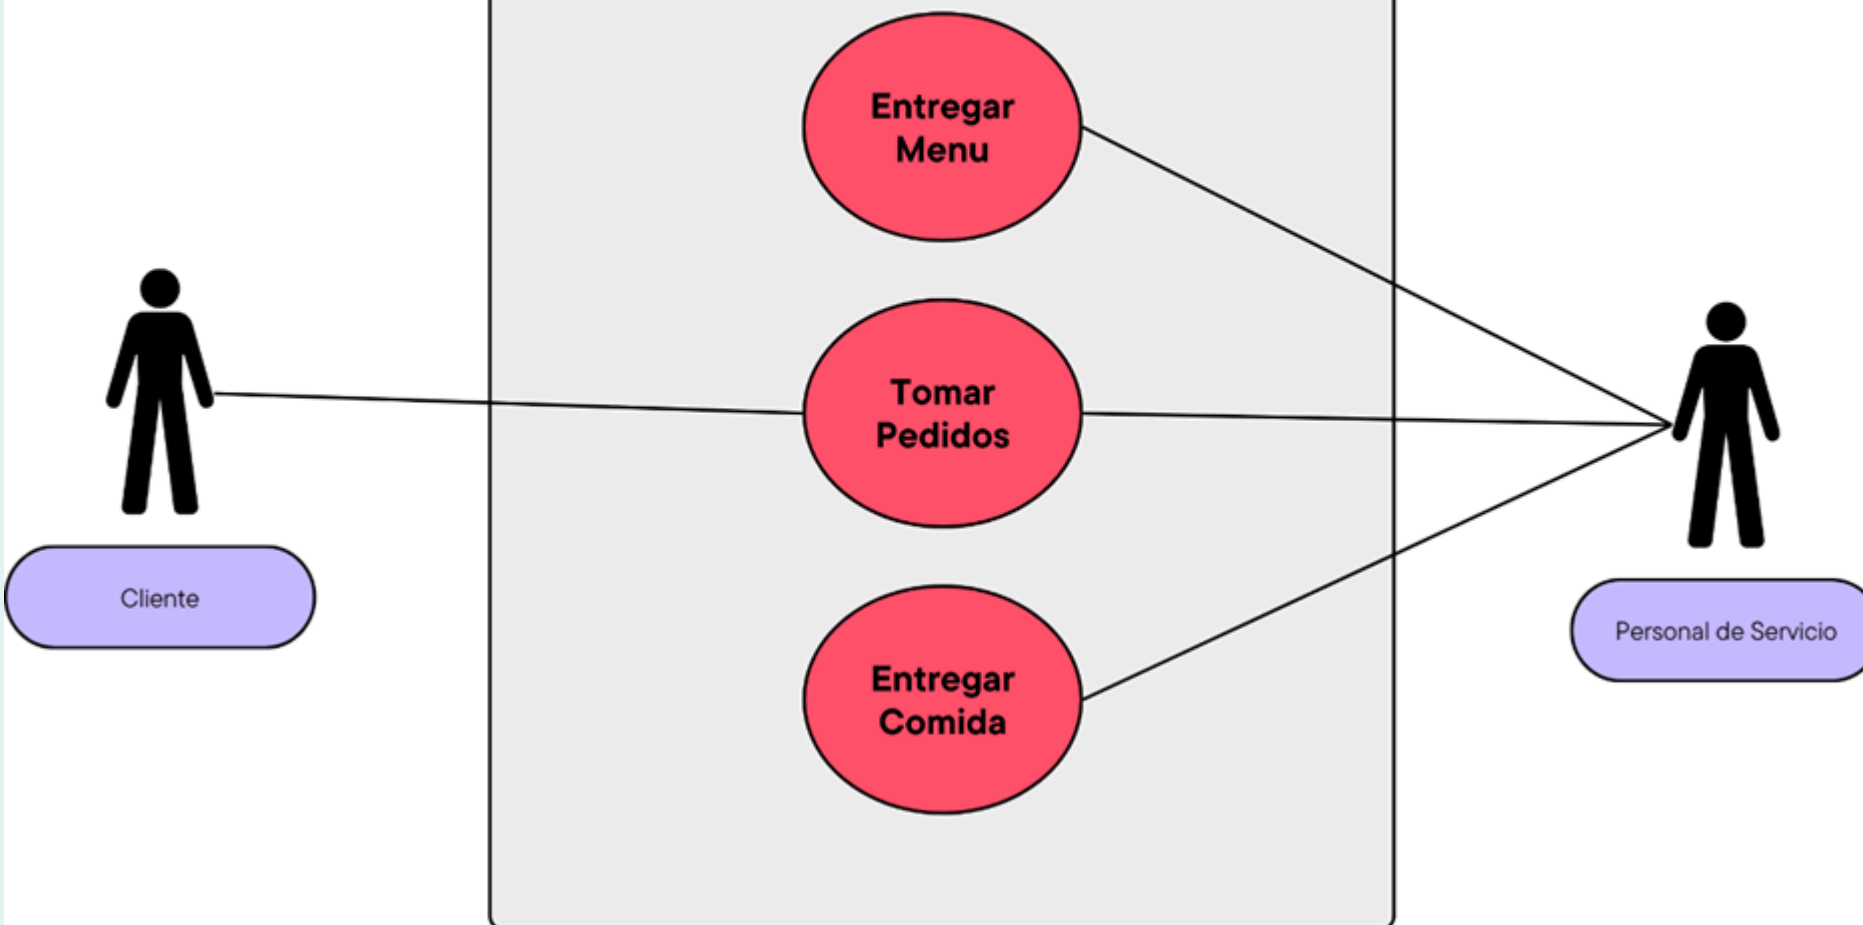 Entregar
Menu
Tomar
Pedidos
Cliente
Personal de Servicio
Entregar
Comida